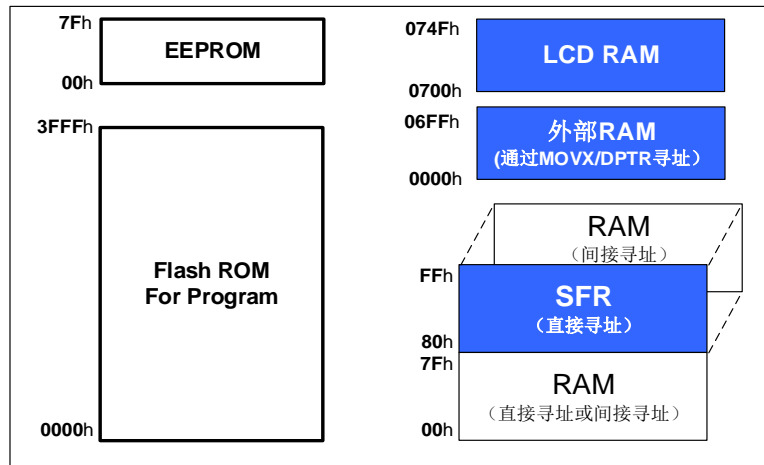 7Fh
EEPROM
00h
3FFFh
Flash ROM
For Program
0000h
074Fh
LCD RAM
0700h
06FFh
外部RAM
(通过MOVX/DPTR寻址）
0000h
RAM
（间接寻址）
FFh
SFR
（直接寻址）
80h
7Fh
RAM
（直接寻址或间接寻址）
00h